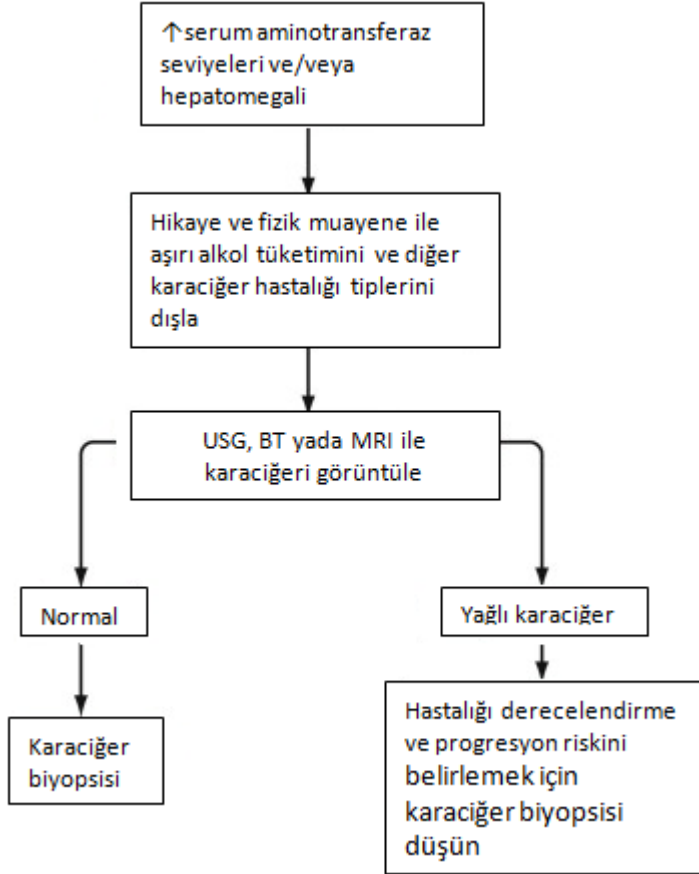 ↑serum aminotransferaz
seviyeleri ve/veya
hepatomegali
Hikaye ve fizik muayene ile
aşırı alkol tüketimini ve diğer
karaciğer hastalığı tiplerini
dışla
USG, BT yada MRI ile
karaciğeri görüntüle
Normal
Yağlı karaciğer
Karaciğer
biyopsisi
Hastalığı derecelendirme
ve progresyon riskini
belirlemek için
karaciğer biyopsisi
düşün